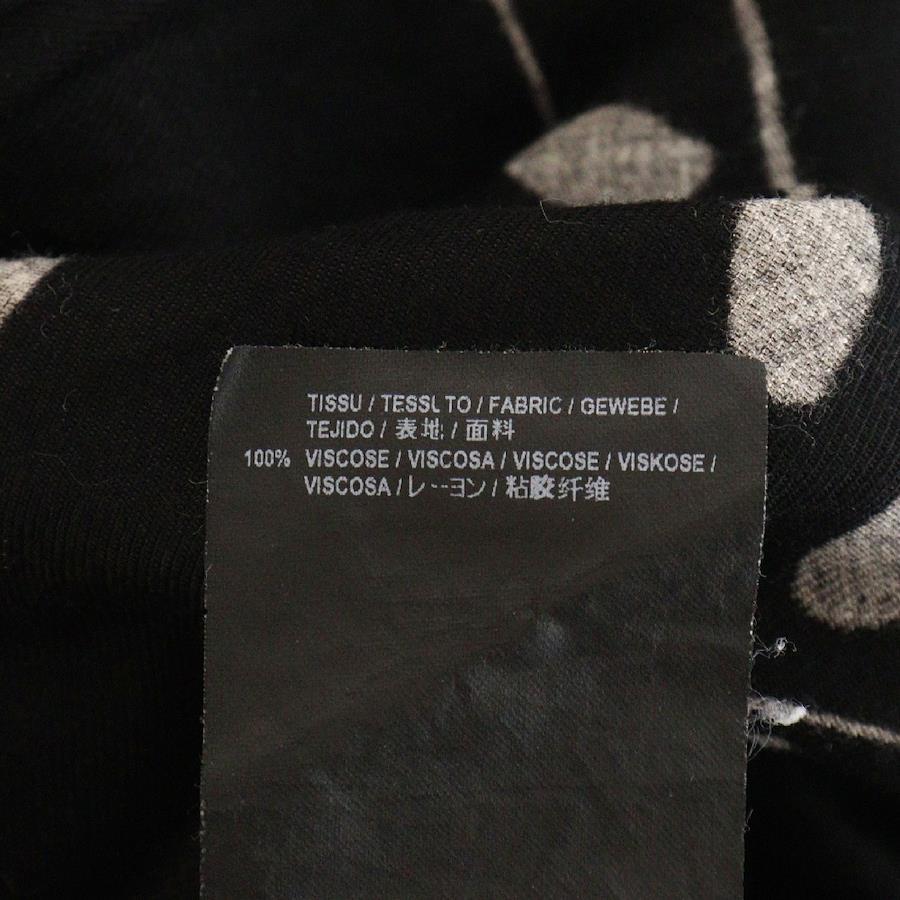 TISSU / TESSUTO / FABRIC / GEWEBE /
TEJIDO / 表地 / 面料
100% VISCOSE / VISCOSA / VISCOSE / VISKOSE /
VISCOSA / レーヨン / 粘胶纤维